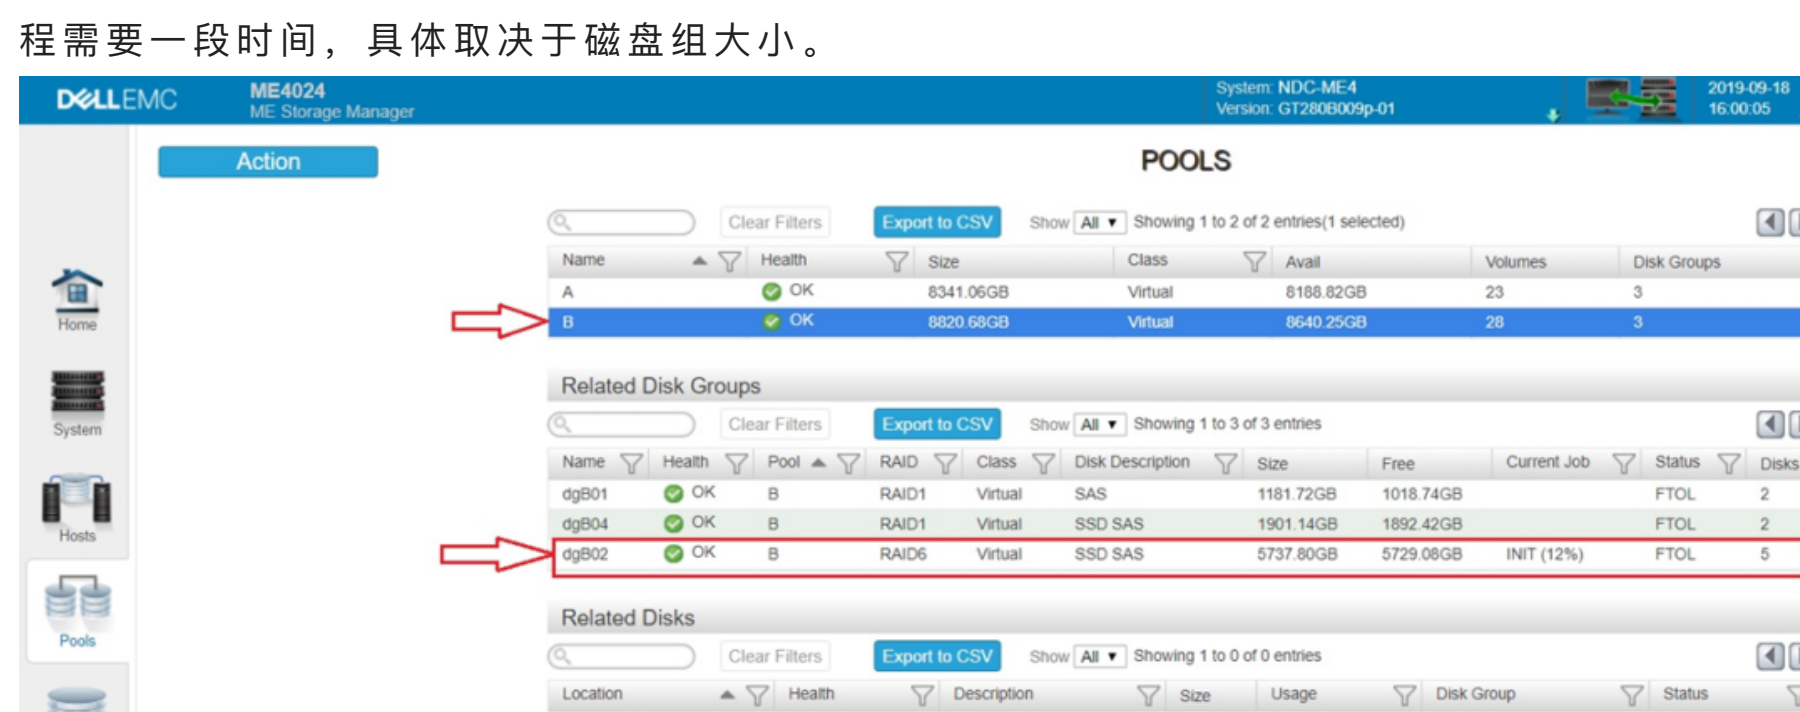 程需要一段时间，具体取决于磁盘组大小。
DELLEMC ME4024 System: NDC-ME4 2019-09-18
ME Storage Manager Version: GT280B009p-01 16:00:05
Action POOLS
Clear Filters Export to CSV Show All Showing 1 to 2 of 2 entries(1 selected)
Name Health Size Class Avail Volumes Disk Groups
A OK 8341.06GB Virtual 8188.82GB 23 3
B OK 8820.68GB Virtual 8640.25GB 28 3
Home
Related Disk Groups
System
Clear Filters Export to CSV Show All Showing 1 to 3 of 3 entries
Name Health Pool RAID Class Disk Description Size Free Current Job Status Disks
dgB01 OK B RAID1 Virtual SAS 1181.72GB 1018.74GB FTOL 2
dgB04 OK B RAID1 Virtual SSD SAS 1901.14GB 1892.42GB FTOL 2
Hosts
dgB02 OK B RAID6 Virtual SSD SAS 5737.80GB 5729.08GB INIT (12%) FTOL 5
Related Disks
Pools
Clear Filters Export to CSV Show All Showing 1 to 0 of 0 entries
Location Health Description Size Usage Disk Group Status